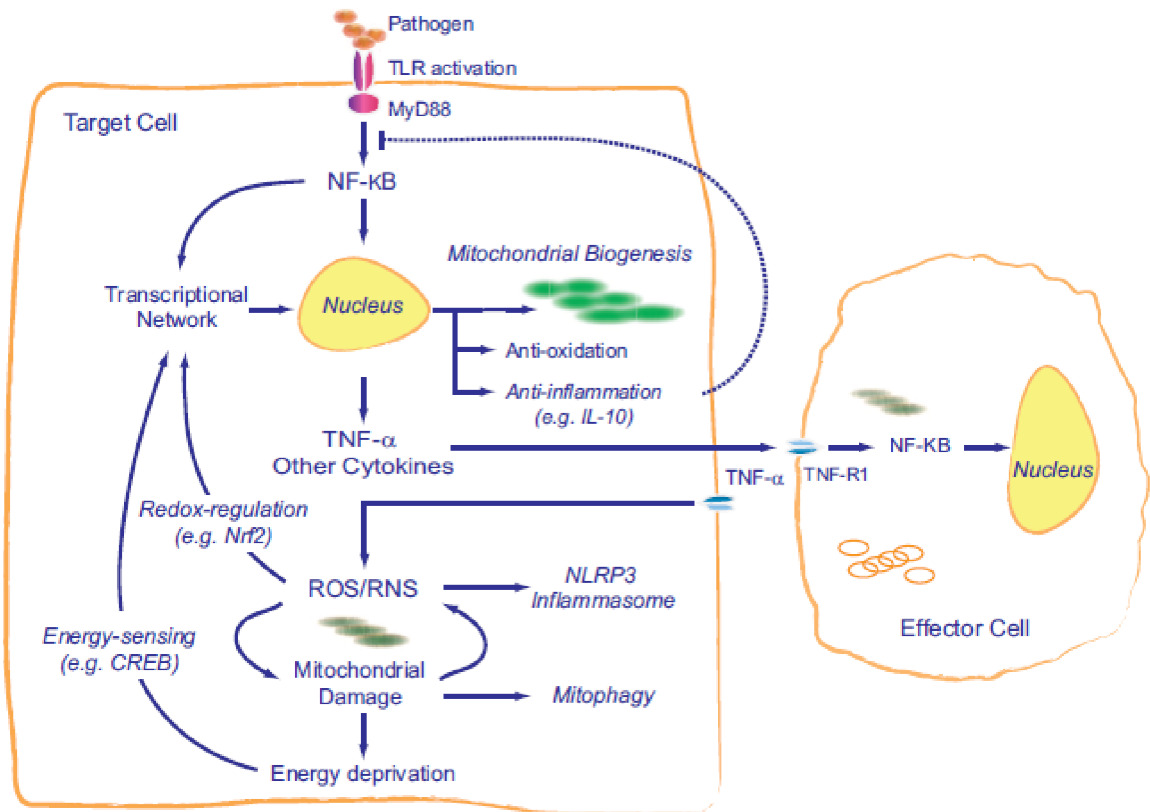 Pathogen
TLR activation
MyD88
Target Cell
NF-κB
Mitochondrial Biogenesis
Transcriptional
Network
Nucleus
Anti-oxidation
Anti-inflammation
(e.g. IL-10)
TNF-α
Other Cytokines
TNF-α
TNF-R1
NF-KB
Nucleus
Redox-regulation
(e.g. Nrf2)
ROS/RNS
NLRP3
Inflammasome
Energy-sensing
(e.g. CREB)
Mitochondrial
Damage
Mitophagy
Effector Cell
Energy deprivation